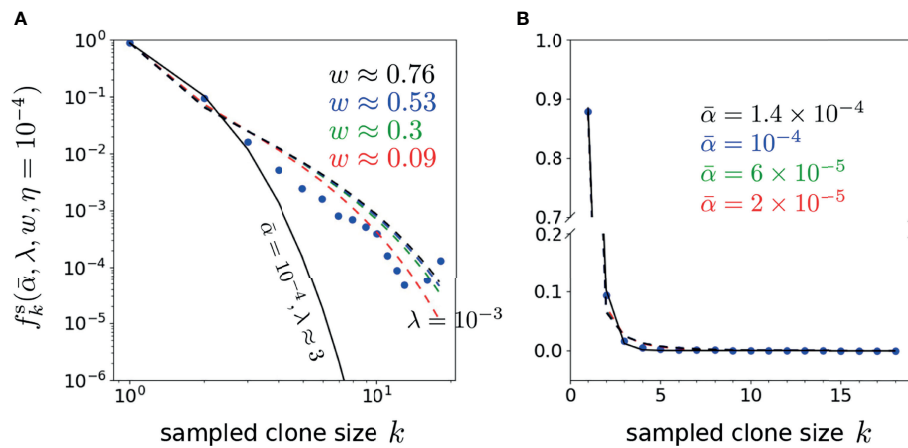 A
f_k^s(ᾱ, λ, w, η = 10^-4)
10^0
10^-1
10^-2
10^-3
10^-4
10^-5
10^-6
w ≈ 0.76
w ≈ 0.53
w ≈ 0.3
w ≈ 0.09
ᾱ = 10^-4, λ ≈ 3
λ = 10^-3
10^0
10^1
sampled clone size k
B
1.0
0.9
0.8
0.7
0.2
0.1
0.0
ᾱ = 1.4 × 10^-4
ᾱ = 10^-4
ᾱ = 6 × 10^-5
ᾱ = 2 × 10^-5
0
5
10
15
sampled clone size k